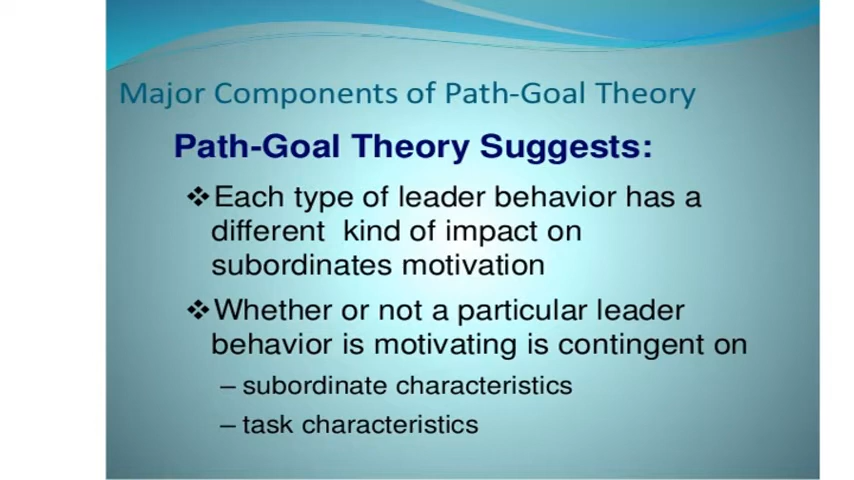 Major Components of Path-Goal Theory
Path-Goal Theory Suggests:
❖Each type of leader behavior has a
different kind of impact on
subordinates motivation
❖Whether or not a particular leader
behavior is motivating is contingent on
– subordinate characteristics
– task characteristics